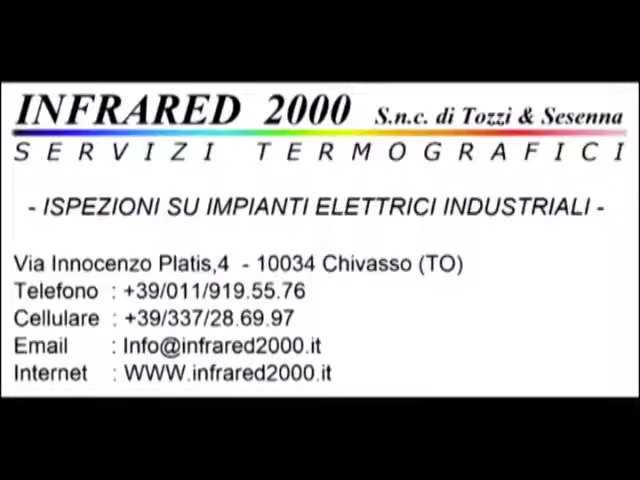 INFRARED 2000 S.n.c. di Tozzi & Sesenna
SERVIZI TERMOGRAFICI
- ISPEZIONI SU IMPIANTI ELETTRICI INDUSTRIALI -
Via Innocenzo Platis,4 - 10034 Chivasso (TO)
Telefono : +39/011/919.55.76
Cellulare : +39/337/28.69.97
Email : Info@infrared2000.it
Internet : WWW.infrared2000.it